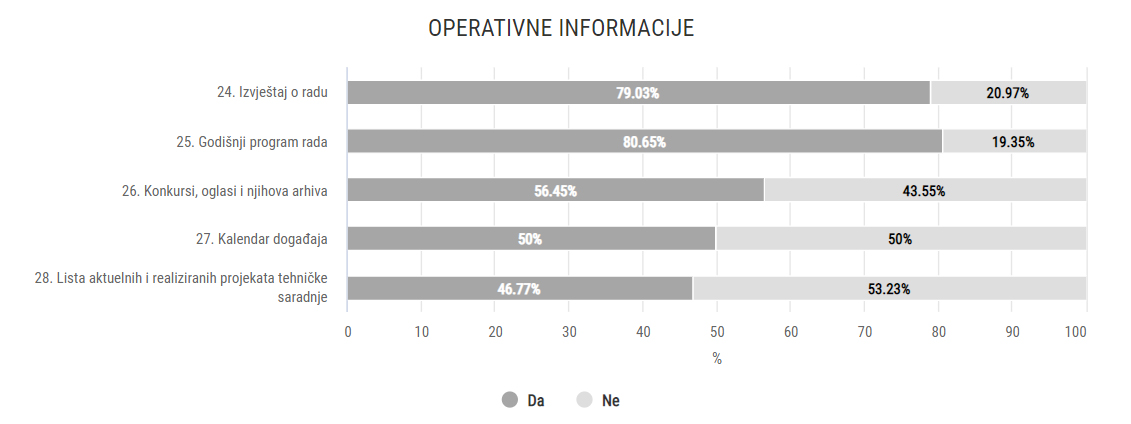 OPERATIVNE INFORMACIJE
24. Izvještaj o radu
79.03%
20.97%
25. Godišnji program rada
80.65%
19.35%
26. Konkursi, oglasi i njihova arhiva
56.45%
43.55%
27. Kalendar događaja
50%
50%
28. Lista aktuelnih i realiziranih projekata tehničke
saradnje
46.77%
53.23%
0 10 20 30 40 50 60 70 80 90 100
%
Da Ne